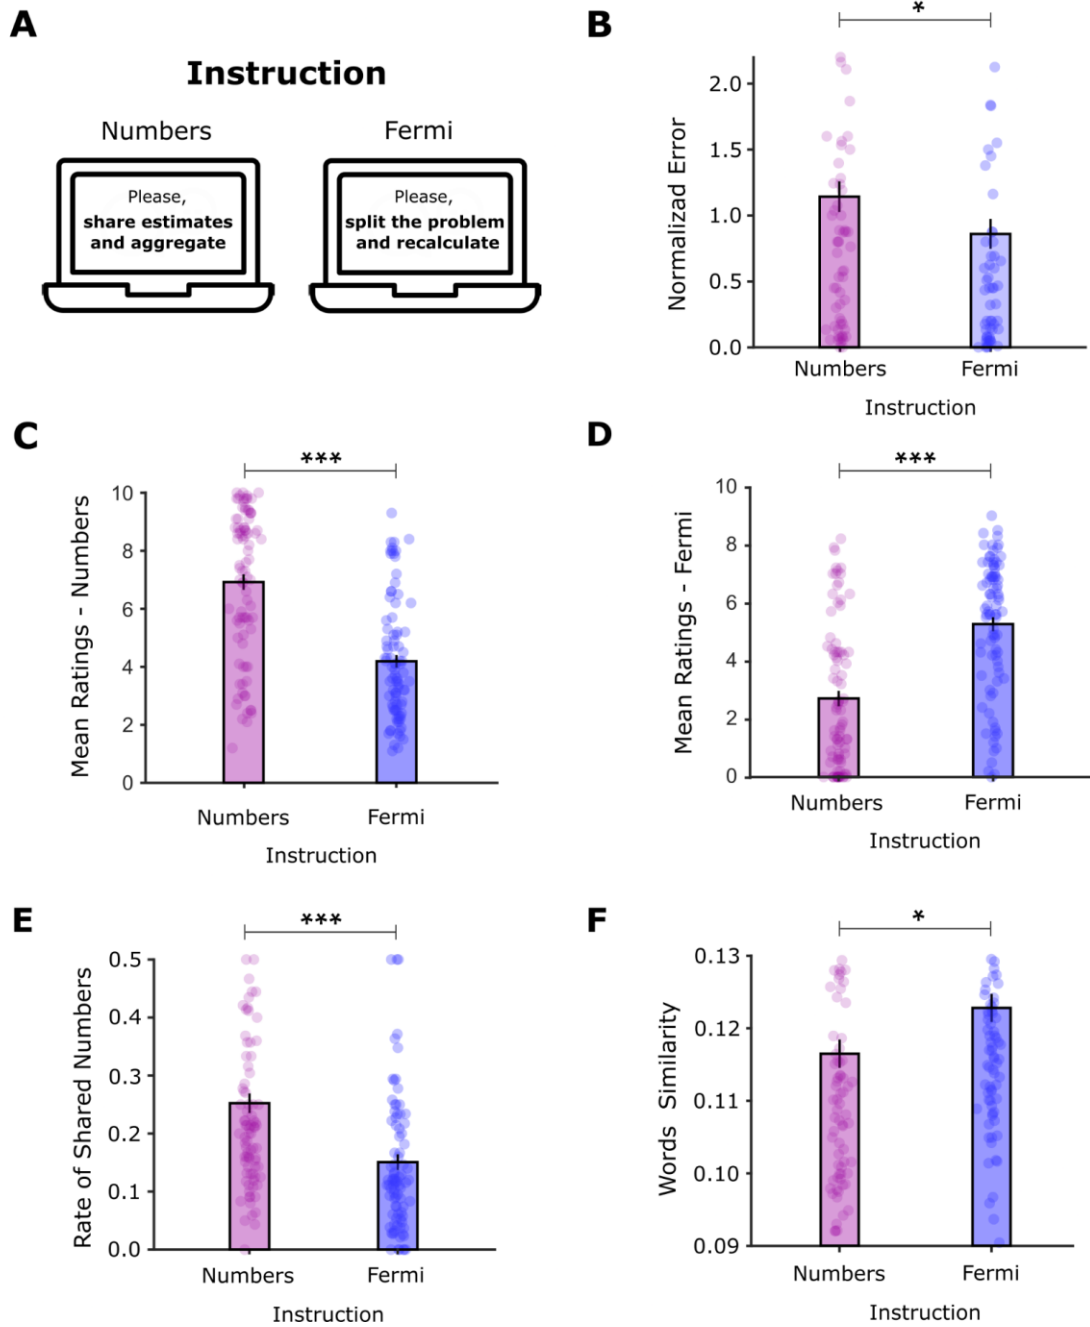 A
Instruction
Numbers
Fermi
Please,
share estimates
and aggregate
Please,
split the problem
and recalculate
B
*
Normalizad Error
2.0
1.5
1.0
0.5
0.0
Numbers
Fermi
Instruction
C
***
Mean Ratings - Numbers
10
8
6
4
2
0
Numbers
Fermi
Instruction
D
***
Mean Ratings - Fermi
10
8
6
4
2
0
Numbers
Fermi
Instruction
E
***
Rate of Shared Numbers
0.5
0.4
0.3
0.2
0.1
0.0
Numbers
Fermi
Instruction
F
*
Words Similarity
0.13
0.12
0.11
0.10
0.09
Numbers
Fermi
Instruction